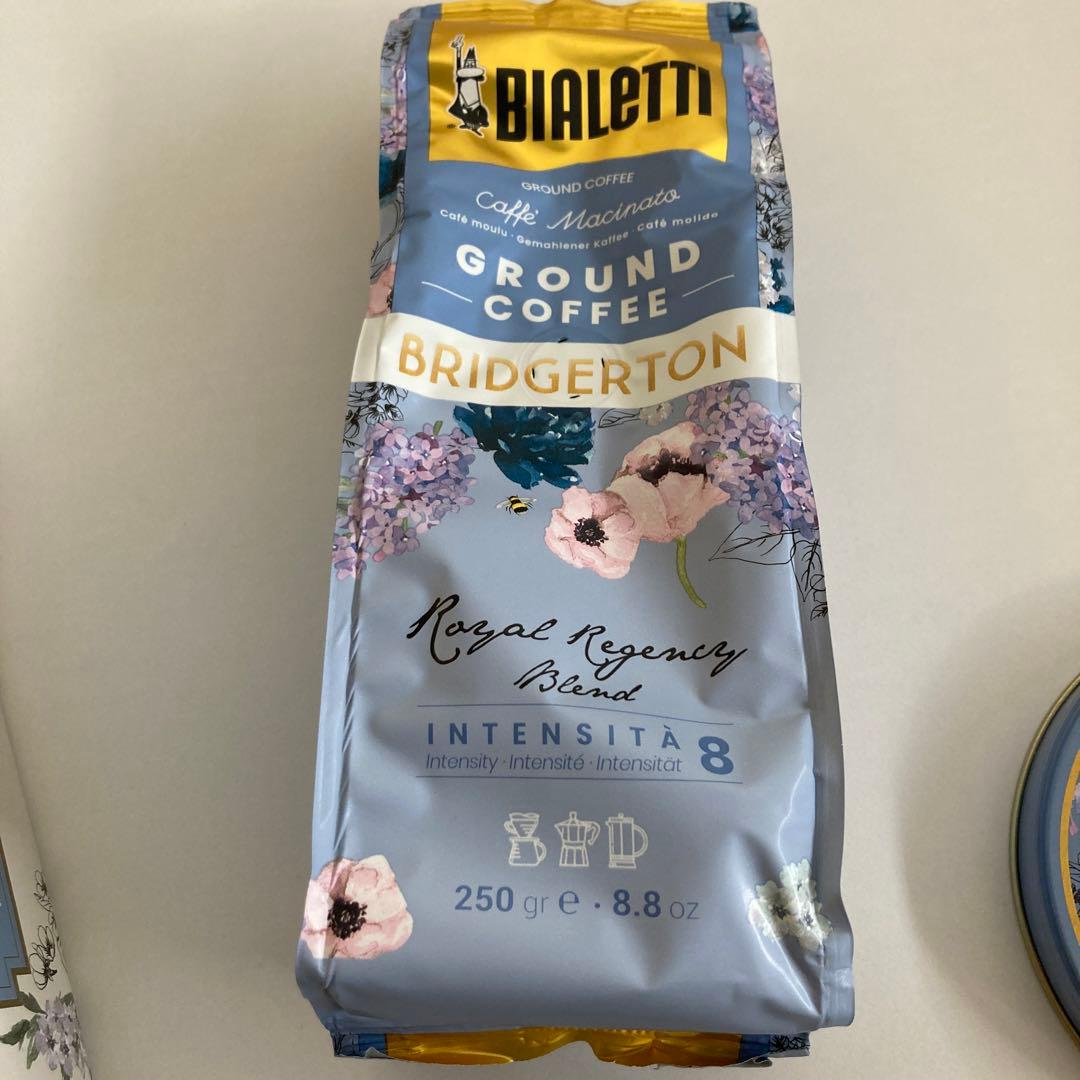 BIALETTI
GROUND COFFEE
Caffè Macinato
Café moulu · Gemahlener Kaffee · Café molido
GROUND
COFFEE
BRIDGERTON
Royal Regency
Blend
INTENSITÀ 8
Intensity · Intensité · Intensität
250 gr e · 8.8 oz